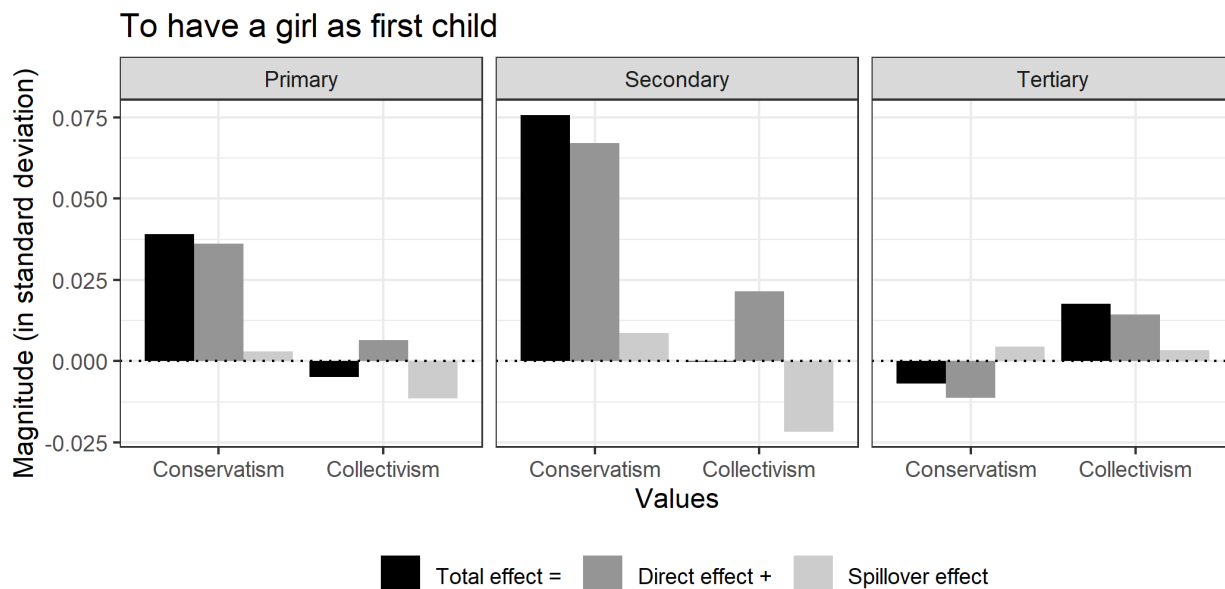 To have a girl as first child
Primary Secondary Tertiary
Magnitude (in standard deviation)
0.075
0.050
0.025
0.000
-0.025
Conservatism Collectivism Conservatism Collectivism Conservatism Collectivism
Values
Total effect = Direct effect + Spillover effect